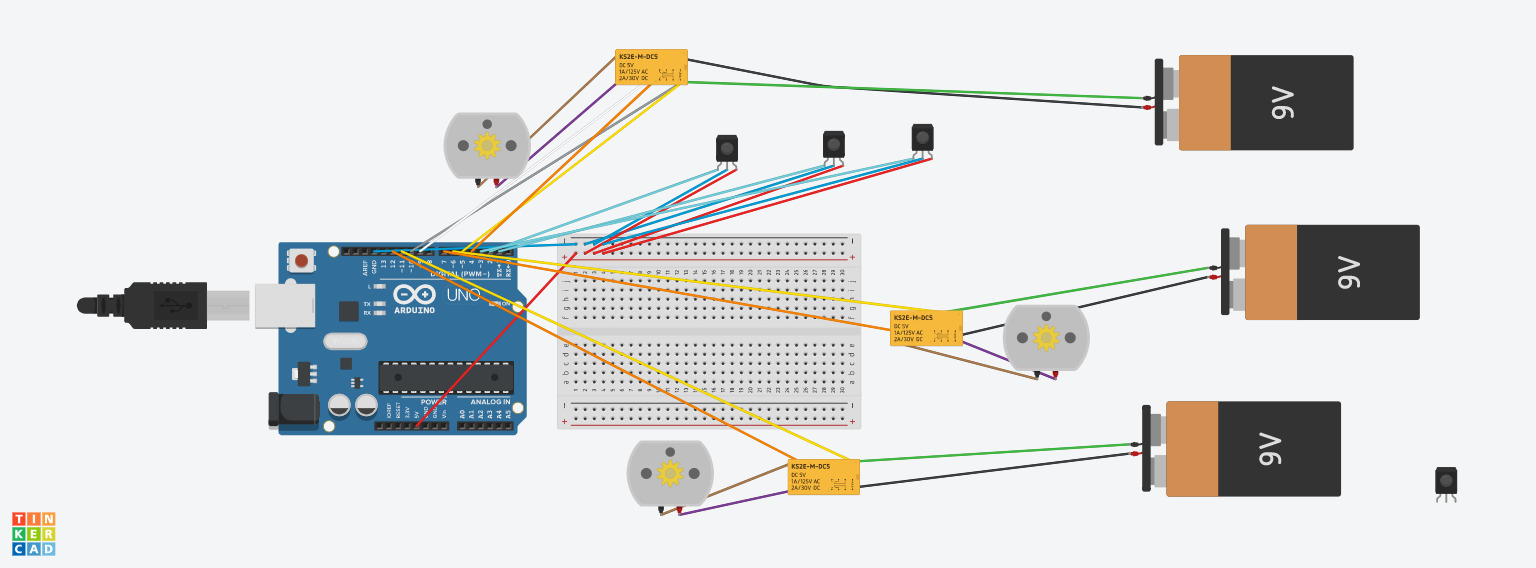 KS2E-M-DC5
DC 5V
1A/125V AC
2A/30V DC
9V
AREF
GND
13
12
~11
~10
~9
8
7
~6
~5
4
~3
2
TX→1
RX←0
DIGITAL (PWM~)
L
TX
RX
UNO
ON
ARDUINO
9V
KS2E-M-DC5
DC 5V
1A/125V AC
2A/30V DC
POWER
ANALOG IN
IOREF
RESET
3.3V
5V
GND
GND
Vin
A0
A1
A2
A3
A4
A5
9V
KS2E-M-DC5
DC 5V
1A/125V AC
2A/30V DC
TIN
KER
CAD